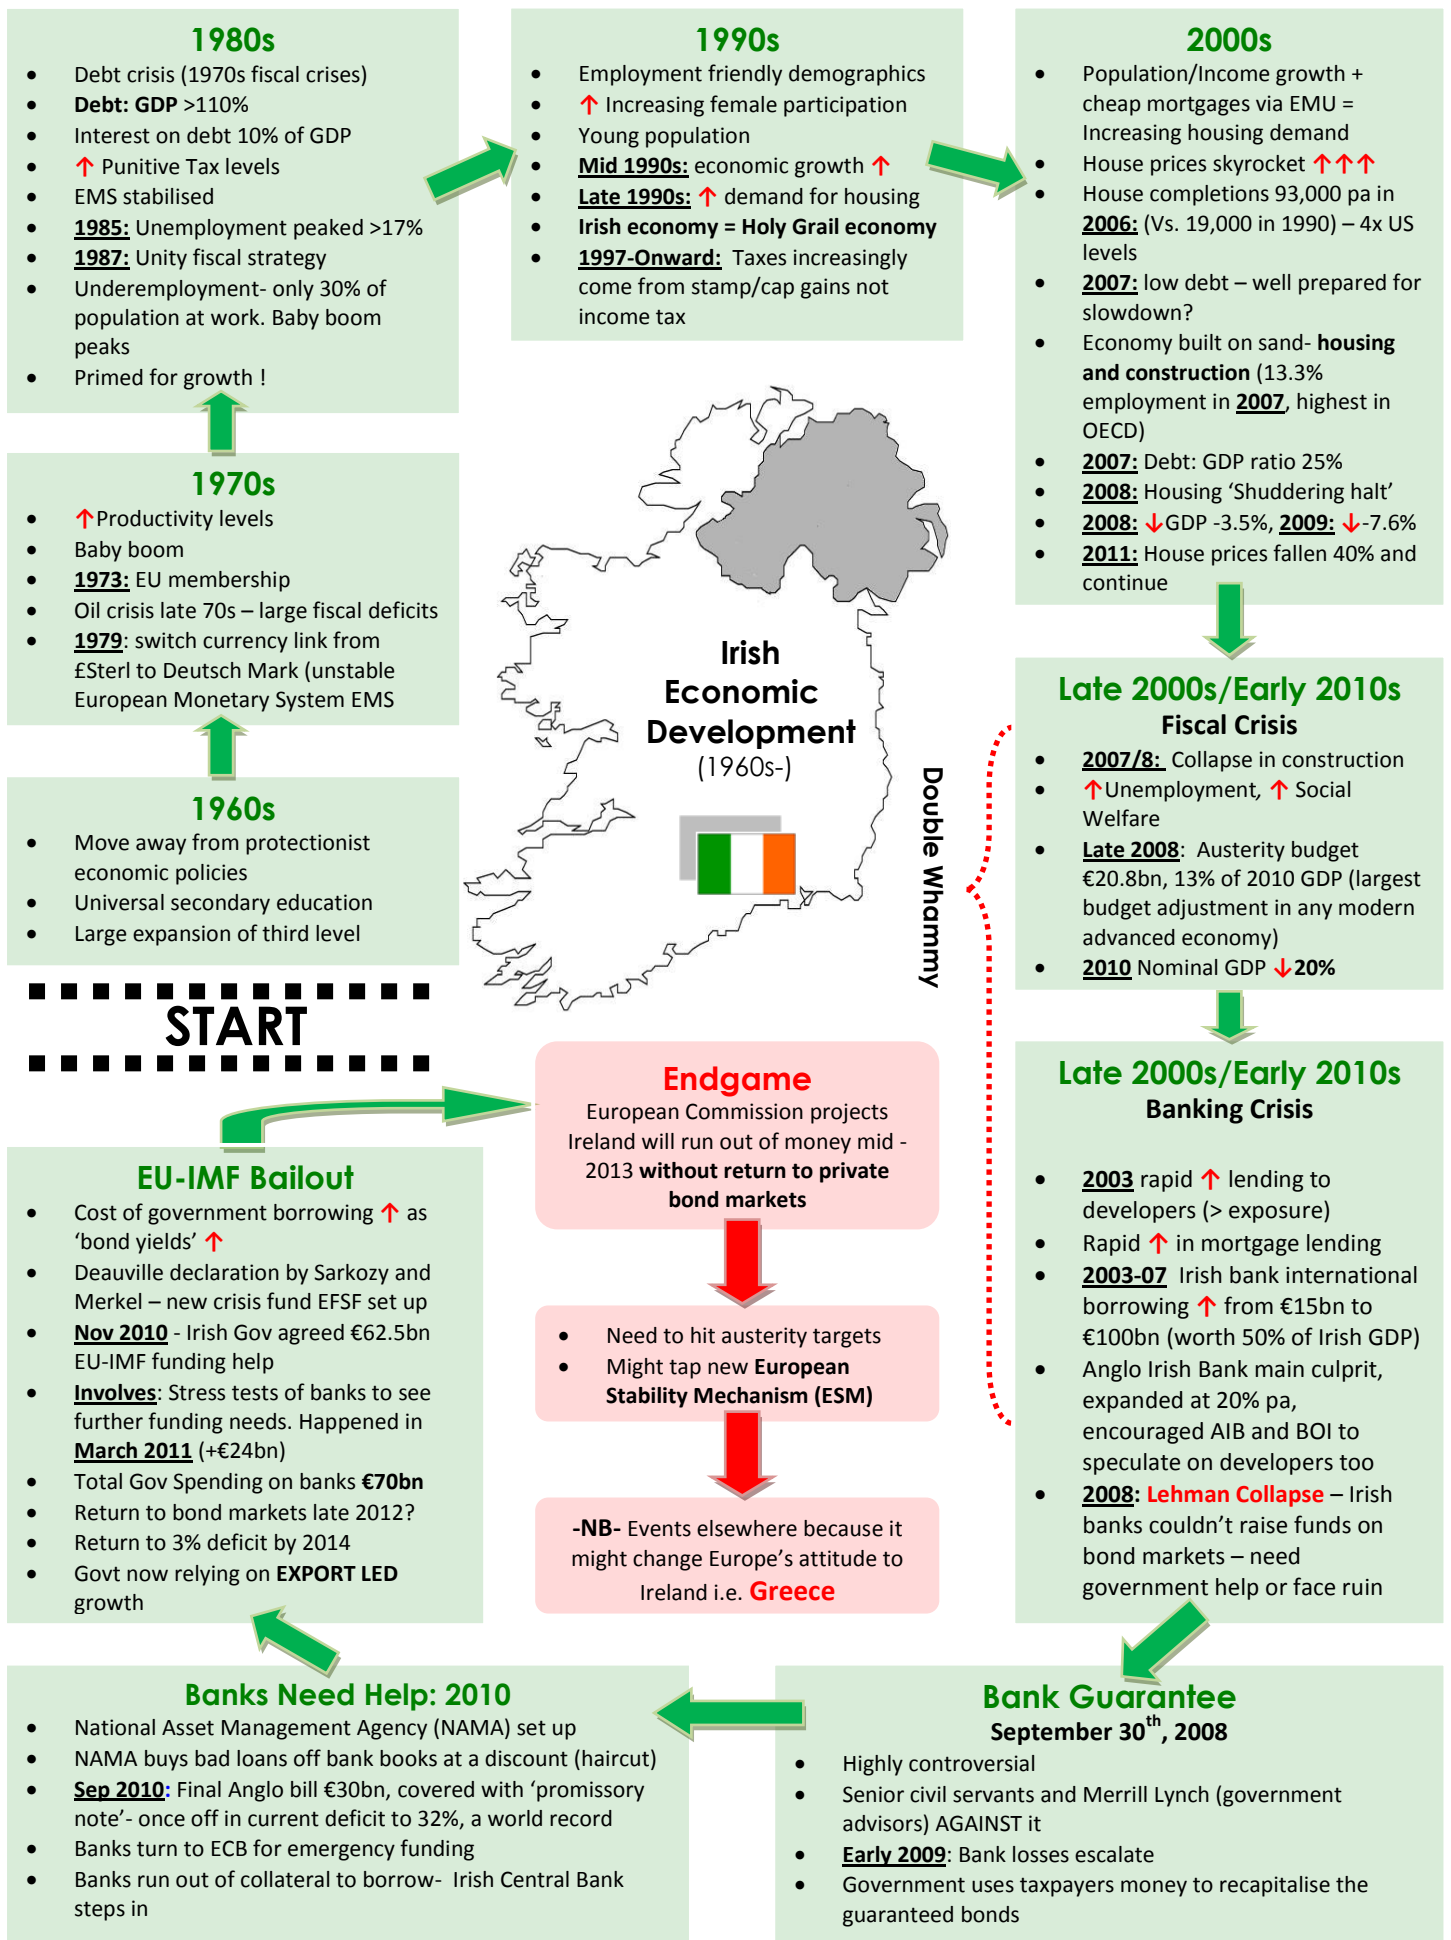 START
1960s
• Move away from protectionist
economic policies
• Universal secondary education
• Large expansion of third level
1970s
• ↑Productivity levels
• Baby boom
• 1973: EU membership
• Oil crisis late 70s – large fiscal deficits
• 1979: switch currency link from
£Sterl to Deutsch Mark (unstable
European Monetary System EMS
1980s
• Debt crisis (1970s fiscal crises)
• Debt: GDP >110%
• Interest on debt 10% of GDP
• ↑ Punitive Tax levels
• EMS stabilised
• 1985: Unemployment peaked >17%
• 1987: Unity fiscal strategy
• Underemployment- only 30% of
population at work. Baby boom
peaks
• Primed for growth !
1990s
• Employment friendly demographics
• ↑ Increasing female participation
• Young population
• Mid 1990s: economic growth ↑
• Late 1990s: ↑ demand for housing
• Irish economy = Holy Grail economy
• 1997-Onward: Taxes increasingly
come from stamp/cap gains not
income tax
2000s
• Population/Income growth +
cheap mortgages via EMU =
Increasing housing demand
• House prices skyrocket ↑↑↑
• House completions 93,000 pa in
2006: (Vs. 19,000 in 1990) – 4x US
levels
• 2007: low debt – well prepared for
slowdown?
• Economy built on sand- housing
and construction (13.3%
employment in 2007, highest in
OECD)
• 2007: Debt: GDP ratio 25%
• 2008: Housing ‘Shuddering halt’
• 2008: ↓GDP -3.5%, 2009: ↓-7.6%
• 2011: House prices fallen 40% and
continue
Irish
Economic
Development
(1960s-)
Double Whammy
Late 2000s/Early 2010s
Fiscal Crisis
• 2007/8: Collapse in construction
• ↑Unemployment, ↑ Social
Welfare
• Late 2008: Austerity budget
€20.8bn, 13% of 2010 GDP (largest
budget adjustment in any modern
advanced economy)
• 2010 Nominal GDP ↓20%
Late 2000s/Early 2010s
Banking Crisis
• 2003 rapid ↑ lending to
developers (> exposure)
• Rapid ↑ in mortgage lending
• 2003-07 Irish bank international
borrowing ↑ from €15bn to
€100bn (worth 50% of Irish GDP)
• Anglo Irish Bank main culprit,
expanded at 20% pa,
encouraged AIB and BOI to
speculate on developers too
• 2008: Lehman Collapse – Irish
banks couldn’t raise funds on
bond markets – need
government help or face ruin
Bank Guarantee
September 30th, 2008
• Highly controversial
• Senior civil servants and Merrill Lynch (government
advisors) AGAINST it
• Early 2009: Bank losses escalate
• Government uses taxpayers money to recapitalise the
guaranteed bonds
Banks Need Help: 2010
• National Asset Management Agency (NAMA) set up
• NAMA buys bad loans off bank books at a discount (haircut)
• Sep 2010: Final Anglo bill €30bn, covered with ‘promissory
note’- once off in current deficit to 32%, a world record
• Banks turn to ECB for emergency funding
• Banks run out of collateral to borrow- Irish Central Bank
steps in
EU-IMF Bailout
• Cost of government borrowing ↑ as
‘bond yields’ ↑
• Deauville declaration by Sarkozy and
Merkel – new crisis fund EFSF set up
• Nov 2010 - Irish Gov agreed €62.5bn
EU-IMF funding help
• Involves: Stress tests of banks to see
further funding needs. Happened in
March 2011 (+€24bn)
• Total Gov Spending on banks €70bn
• Return to bond markets late 2012?
• Return to 3% deficit by 2014
• Govt now relying on EXPORT LED
growth
Endgame
European Commission projects
Ireland will run out of money mid -
2013 without return to private
bond markets
• Need to hit austerity targets
• Might tap new European
Stability Mechanism (ESM)
-NB- Events elsewhere because it
might change Europe’s attitude to
Ireland i.e. Greece